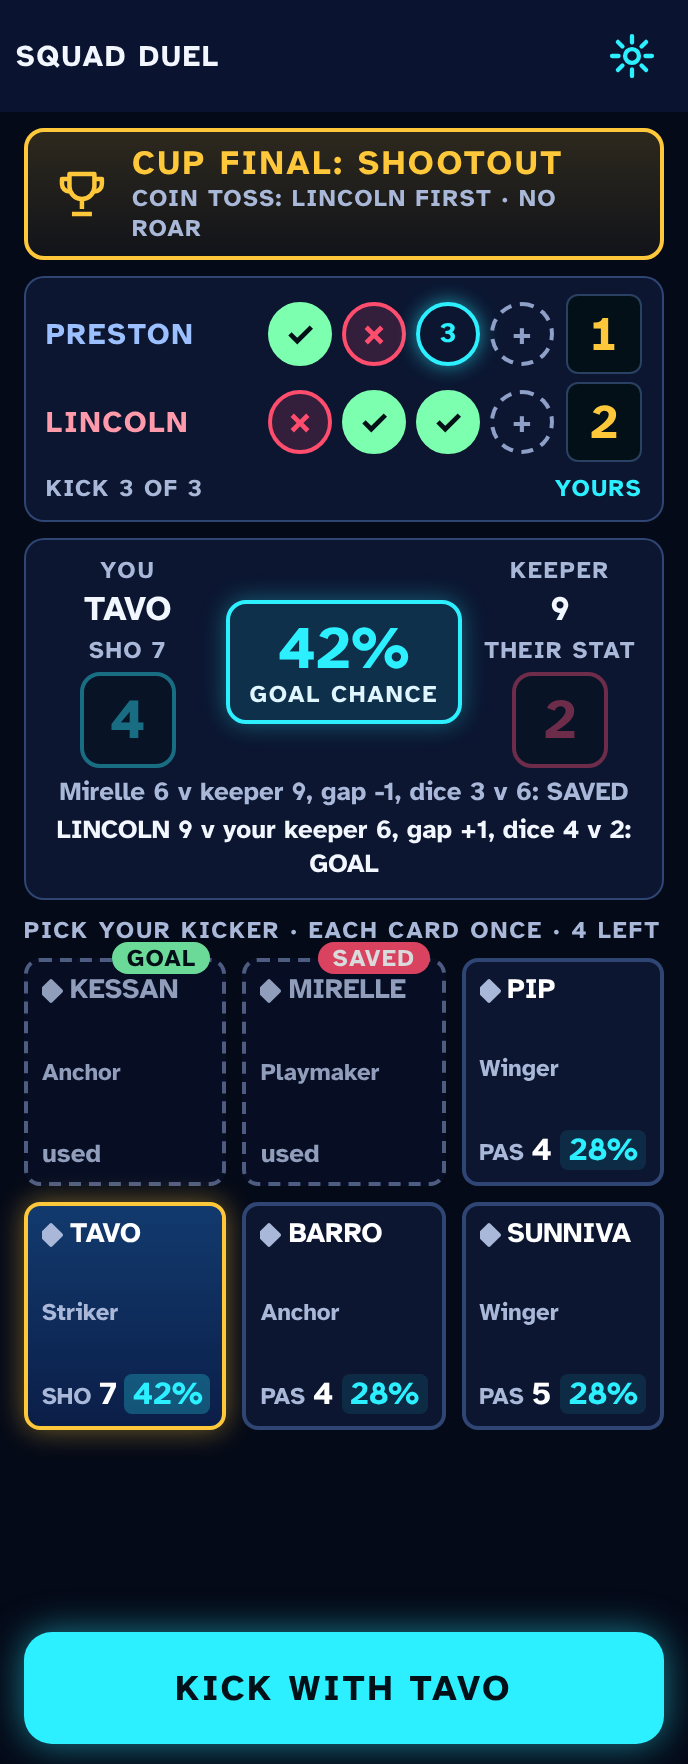 SQUAD DUEL
CUP FINAL: SHOOTOUT
COIN TOSS: LINCOLN FIRST · NO
ROAR
PRESTON 3 + 1
LINCOLN + 2
KICK 3 OF 3 YOURS
YOU
TAVO
SHO 7
4
42%
GOAL CHANCE
KEEPER
9
THEIR STAT
2
Mirelle 6 v keeper 9, gap -1, dice 3 v 6: SAVED
LINCOLN 9 v your keeper 6, gap +1, dice 4 v 2:
GOAL
PICK YOUR KICKER · EACH CARD ONCE · 4 LEFT
GOAL
KESSAN
Anchor
used
SAVED
MIRELLE
Playmaker
used
PIP
Winger
PAS 4 28%
TAVO
Striker
SHO 7 42%
BARRO
Anchor
PAS 4 28%
SUNNIVA
Winger
PAS 5 28%
KICK WITH TAVO